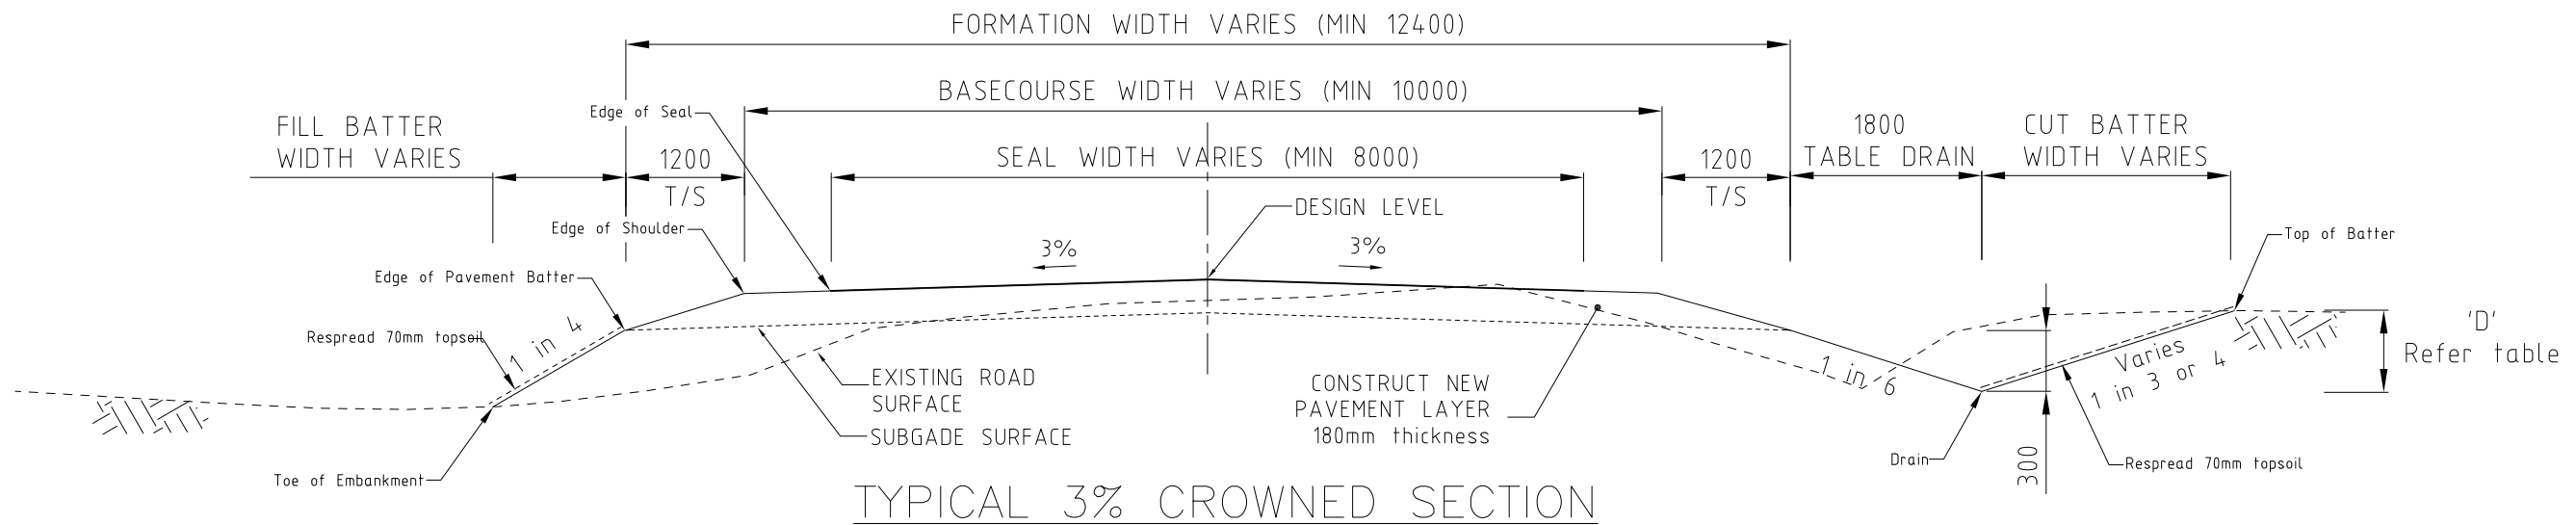 FORMATION WIDTH VARIES (MIN 12400)
BASECOURSE WIDTH VARIES (MIN 10000)
Edge of Seal
FILL BATTER
WIDTH VARIES
1200
T/S
SEAL WIDTH VARIES (MIN 8000)
1200
T/S
1800
TABLE DRAIN
CUT BATTER
WIDTH VARIES
DESIGN LEVEL
Edge of Shoulder
3%
3%
Top of Batter
Edge of Pavement Batter
Respread 70mm topsoil
1 in 4
'D'
Refer table
Varies
1 in 3 or 4
1 in 6
EXISTING ROAD
SURFACE
SUBGADE SURFACE
CONSTRUCT NEW
PAVEMENT LAYER
180mm thickness
Drain
300
Respread 70mm topsoil
Toe of Embankment
TYPICAL 3% CROWNED SECTION